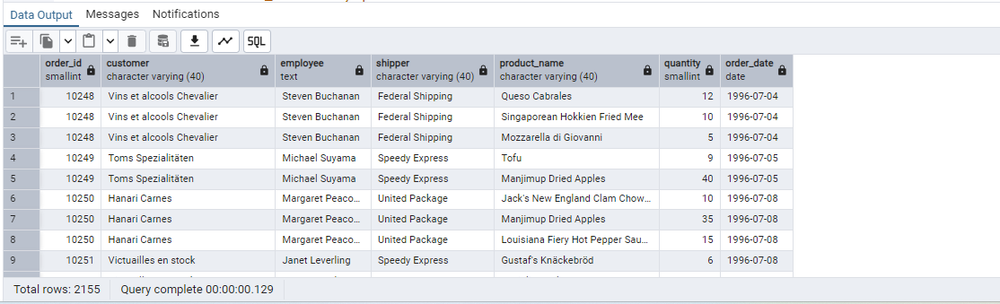 Data Output Messages Notifications
SQL
order_id customer employee shipper product_name quantity order_date
smallint character varying (40) text character varying (40) character varying (40) smallint date
1 10248 Vins et alcools Chevalier Steven Buchanan Federal Shipping Queso Cabrales 12 1996-07-04
2 10248 Vins et alcools Chevalier Steven Buchanan Federal Shipping Singaporean Hokkien Fried Mee 10 1996-07-04
3 10248 Vins et alcools Chevalier Steven Buchanan Federal Shipping Mozzarella di Giovanni 5 1996-07-04
4 10249 Toms Spezialitäten Michael Suyama Speedy Express Tofu 9 1996-07-05
5 10249 Toms Spezialitäten Michael Suyama Speedy Express Manjimup Dried Apples 40 1996-07-05
6 10250 Hanari Carnes Margaret Peaco... United Package Jack's New England Clam Chow... 10 1996-07-08
7 10250 Hanari Carnes Margaret Peaco... United Package Manjimup Dried Apples 35 1996-07-08
8 10250 Hanari Carnes Margaret Peaco... United Package Louisiana Fiery Hot Pepper Sau... 15 1996-07-08
9 10251 Victuailles en stock Janet Leverling Speedy Express Gustaf's Knäckebröd 6 1996-07-08
Total rows: 2155 Query complete 00:00:00.129